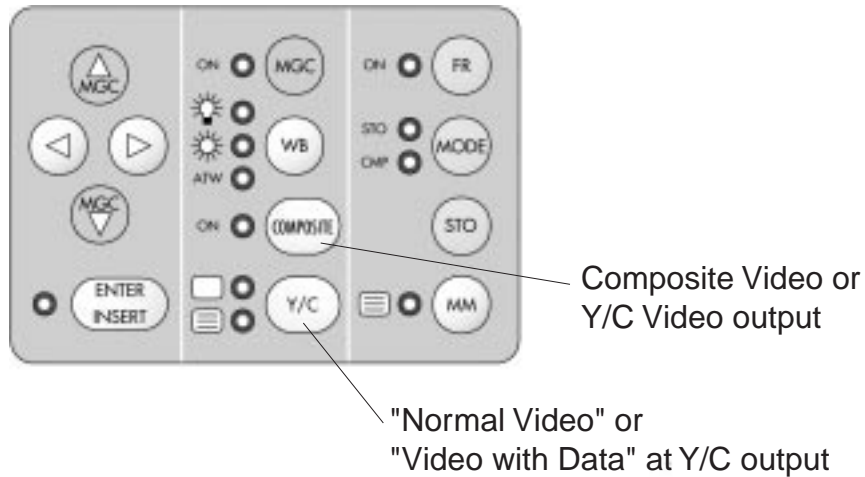 MGC
MGC
ENTER
INSERT
ON MGC
WB
ATW
ON COMPOSITE
Y/C
ON FR
STO
CMP
MODE
STO
MM
Composite Video or
Y/C Video output
"Normal Video" or
"Video with Data" at Y/C output